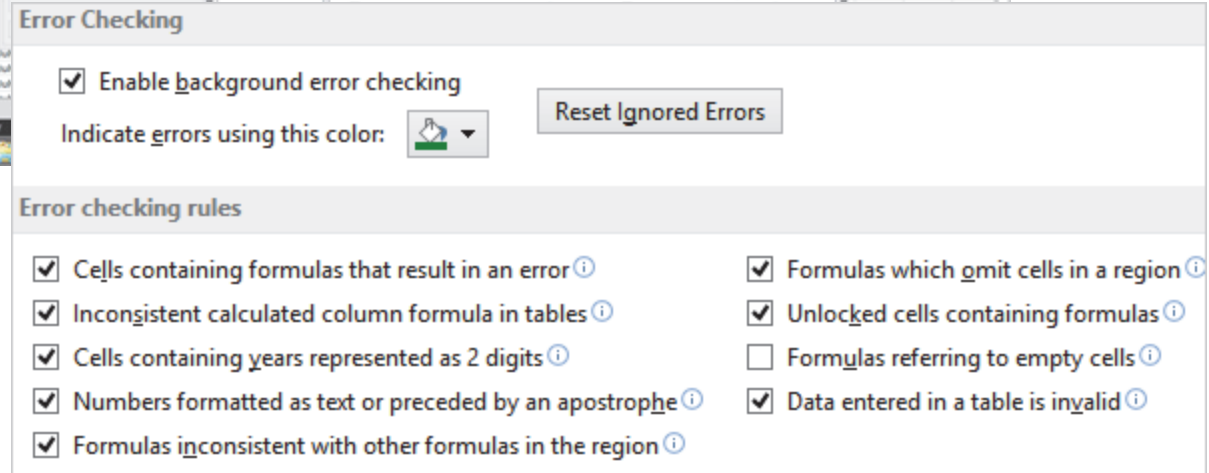 Error Checking
Enable background error checking
Indicate errors using this color:
Reset Ignored Errors
Error checking rules
Cells containing formulas that result in an error
Inconsistent calculated column formula in tables
Cells containing years represented as 2 digits
Numbers formatted as text or preceded by an apostrophe
Formulas inconsistent with other formulas in the region
Formulas which omit cells in a region
Unlocked cells containing formulas
Formulas referring to empty cells
Data entered in a table is invalid